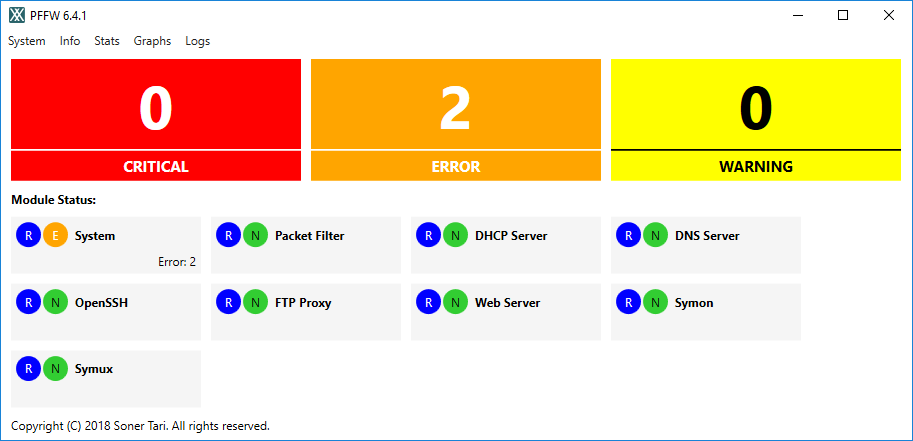 PFFW 6.4.1
System Info Stats Graphs Logs
0 2 0
CRITICAL ERROR WARNING
Module Status:
R E System R N Packet Filter R N DHCP Server R N DNS Server
Error: 2
R N OpenSSH R N FTP Proxy R N Web Server R N Symon
R N Symux
Copyright (C) 2018 Soner Tari. All rights reserved.